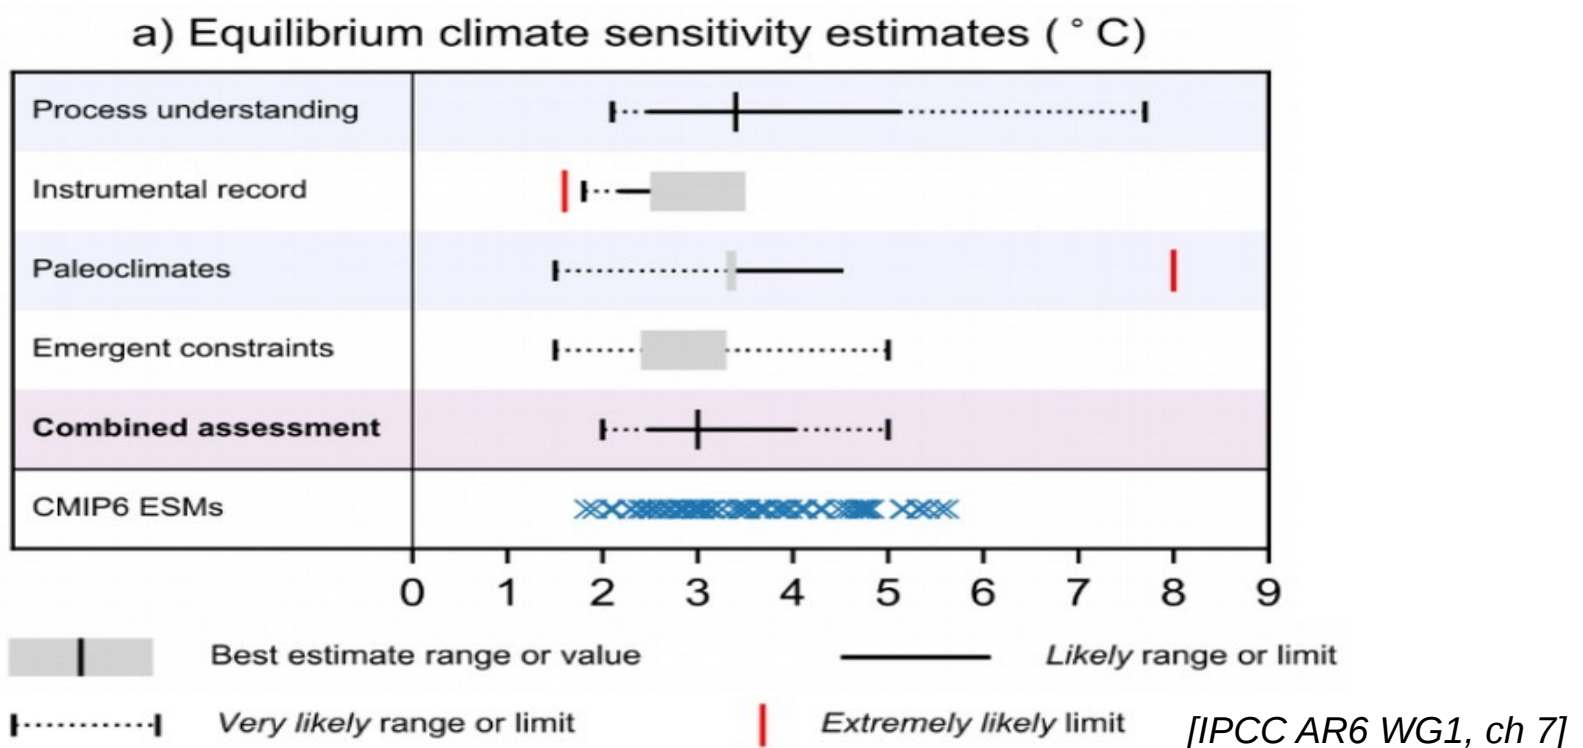 a) Equilibrium climate sensitivity estimates (°C)
Process understanding
Instrumental record
Paleoclimates
Emergent constraints
Combined assessment
CMIP6 ESMs
0 1 2 3 4 5 6 7 8 9
Best estimate range or value
Likely range or limit
Very likely range or limit
Extremely likely limit
[IPCC AR6 WG1, ch 7]